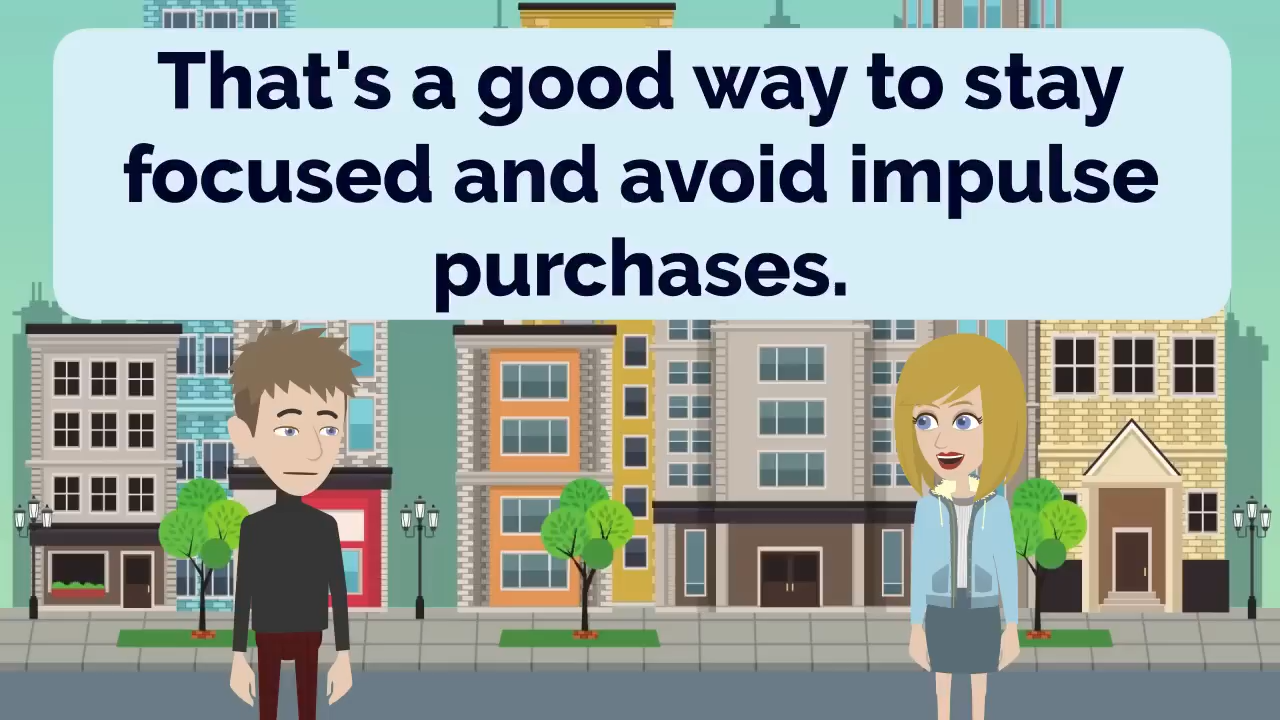 That's a good way to stay
focused and avoid impulse
purchases.